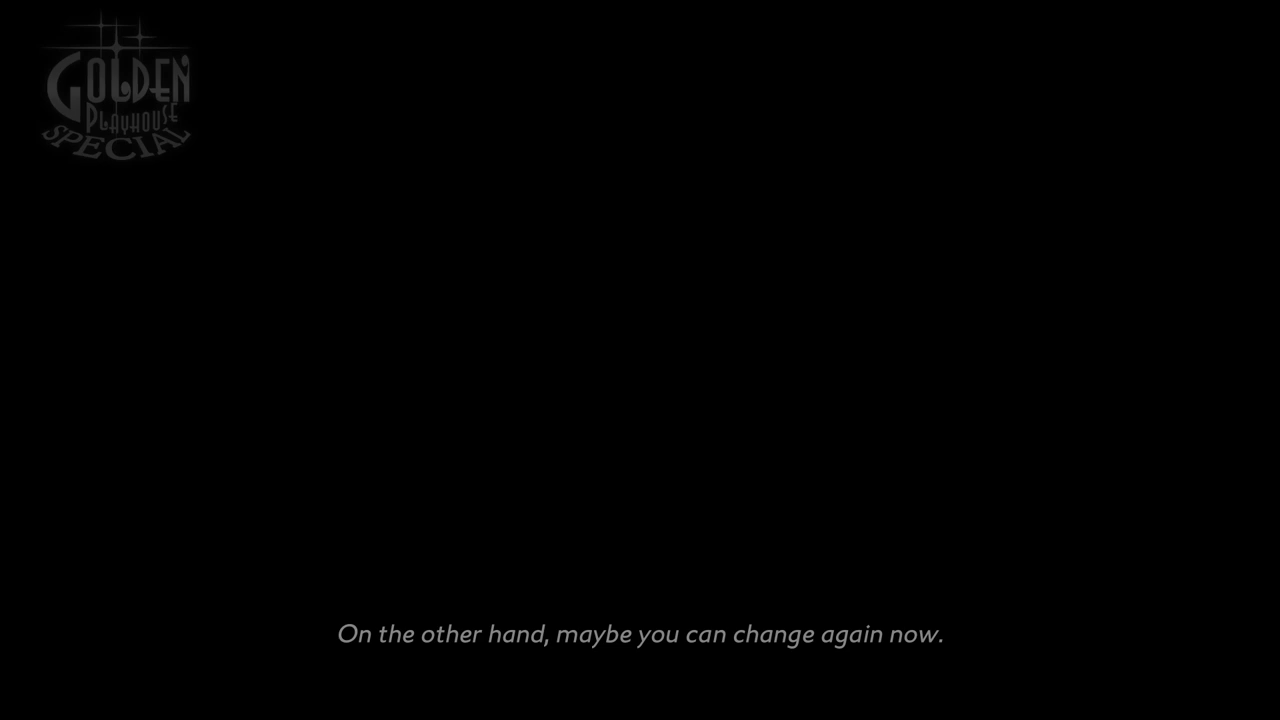 GOLDEN
PLAYHOUSE
SPECIAL
On the other hand, maybe you can change again now.